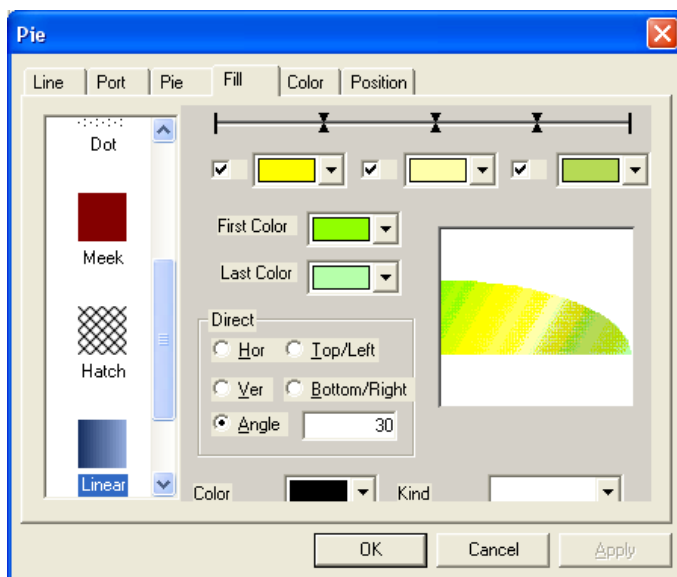 Pie
Line Port Pie Fill Color Position
Dot
Meek
Hatch
Linear
First Color
Last Color
Direct
Hor Top/Left
Ver Bottom/Right
Angle 30
Color Kind
OK Cancel Apply